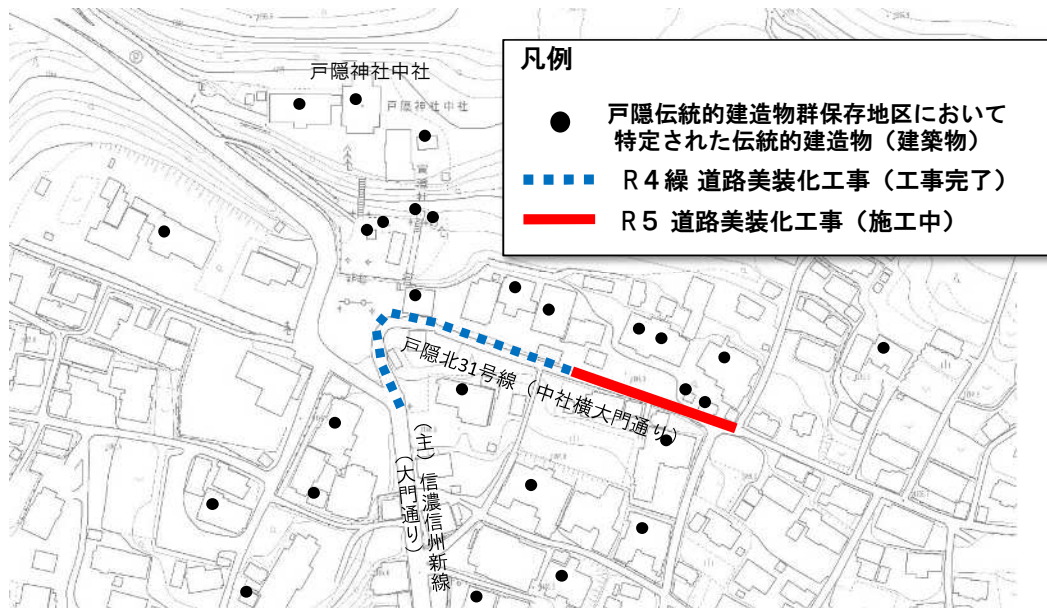 凡例
戸隠伝統的建造物群保存地区において
特定された伝統的建造物（建築物）
R４繰 道路美装化工事（工事完了）
R５ 道路美装化工事（施工中）
戸隠神社中社
戸隠神社中社
戸隠北31号線（中社横大門通り）
（主）信濃信州新線
（大門通り）